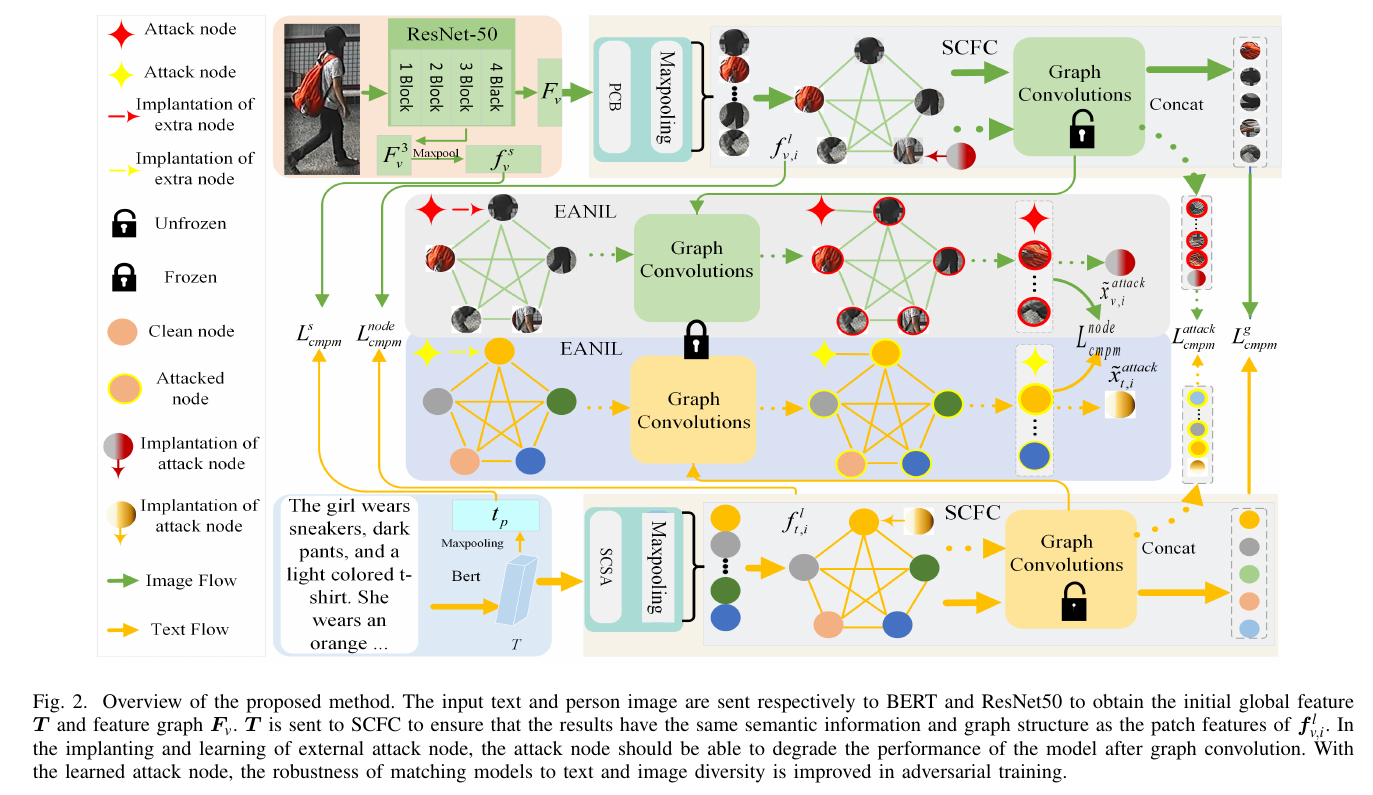 Attack node
Attack node
Implantation of
extra node
Implantation of
extra node
Unfrozen
Frozen
Clean node
Attacked
node
Implantation of
attack node
Implantation of
attack node
Image Flow
Text Flow
ResNet-50
1 Block
2 Block
3 Block
4 Black
F_v
F_v^3
Maxpool
f_v^s
PCB
Maxpooling
f_{v,i}^l
SCFC
Graph
Convolutions
Concat
EANIL
Graph
Convolutions
x̃_{v,i}^{attack}
L_{cmpm}^s
L_{cmpm}^{node}
L_{cmpm}^{node}
L_{cmpm}^{attack}
L_{cmpm}^g
EANIL
Graph
Convolutions
x̃_{t,i}^{attack}
The girl wears
sneakers, dark
pants, and a
light colored t-
shirt. She
wears an
orange ...
t_p
Maxpooling
Bert
T
SCSA
Maxpooling
f_{t,i}^l
SCFC
Graph
Convolutions
Concat
Fig. 2. Overview of the proposed method. The input text and person image are sent respectively to BERT and ResNet50 to obtain the initial global feature
T and feature graph F_v. T is sent to SCFC to ensure that the results have the same semantic information and graph structure as the patch features of f_{v,i}^l. In
the implanting and learning of external attack node, the attack node should be able to degrade the performance of the model after graph convolution. With
the learned attack node, the robustness of matching models to text and image diversity is improved in adversarial training.